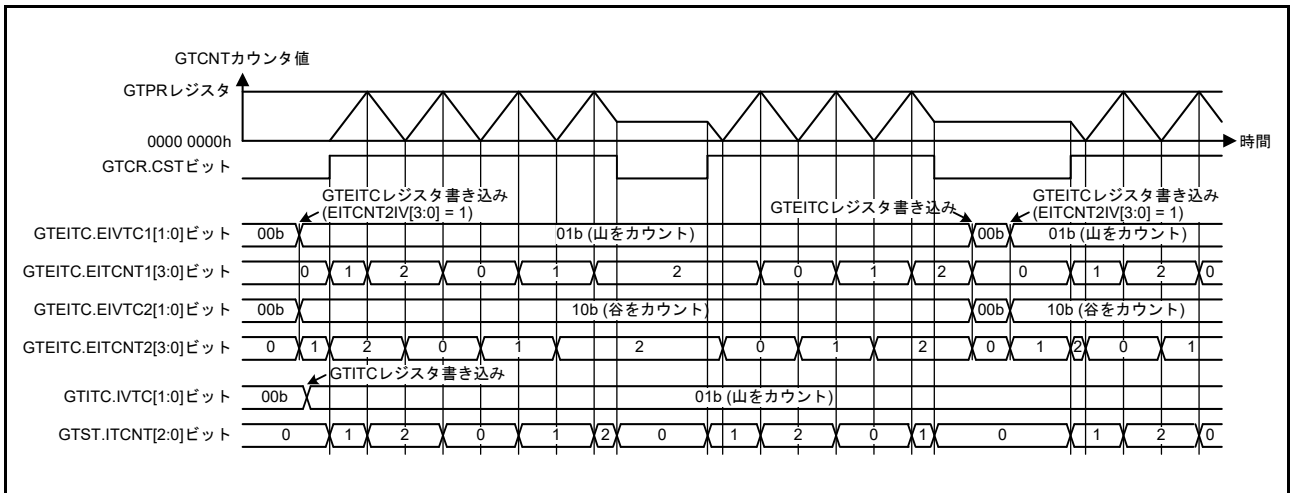 GTCNTカウンタ値
GTPRレジスタ
0000 0000h
時間
GTCR.CSTビット
GTEITCレジスタ書き込み
(EITCNT2IV[3:0] = 1)
GTEITCレジスタ書き込み
GTEITCレジスタ書き込み
(EITCNT2IV[3:0] = 1)
GTEITC.EIVTC1[1:0]ビット 00b 01b (山をカウント) 00b 01b (山をカウント)
GTEITC.EITCNT1[3:0]ビット 0 1 2 0 1 2 0 1 2 0 1 2 0
GTEITC.EIVTC2[1:0]ビット 00b 10b (谷をカウント) 00b 10b (谷をカウント)
GTEITC.EITCNT2[3:0]ビット 0 1 2 0 1 2 0 1 2 0 1 2 0 1
GTITCレジスタ書き込み
GTITC.IVTC[1:0]ビット 00b 01b (山をカウント)
GTST.ITCNT[2:0]ビット 0 1 2 0 1 2 0 1 2 0 1 0 1 2 0